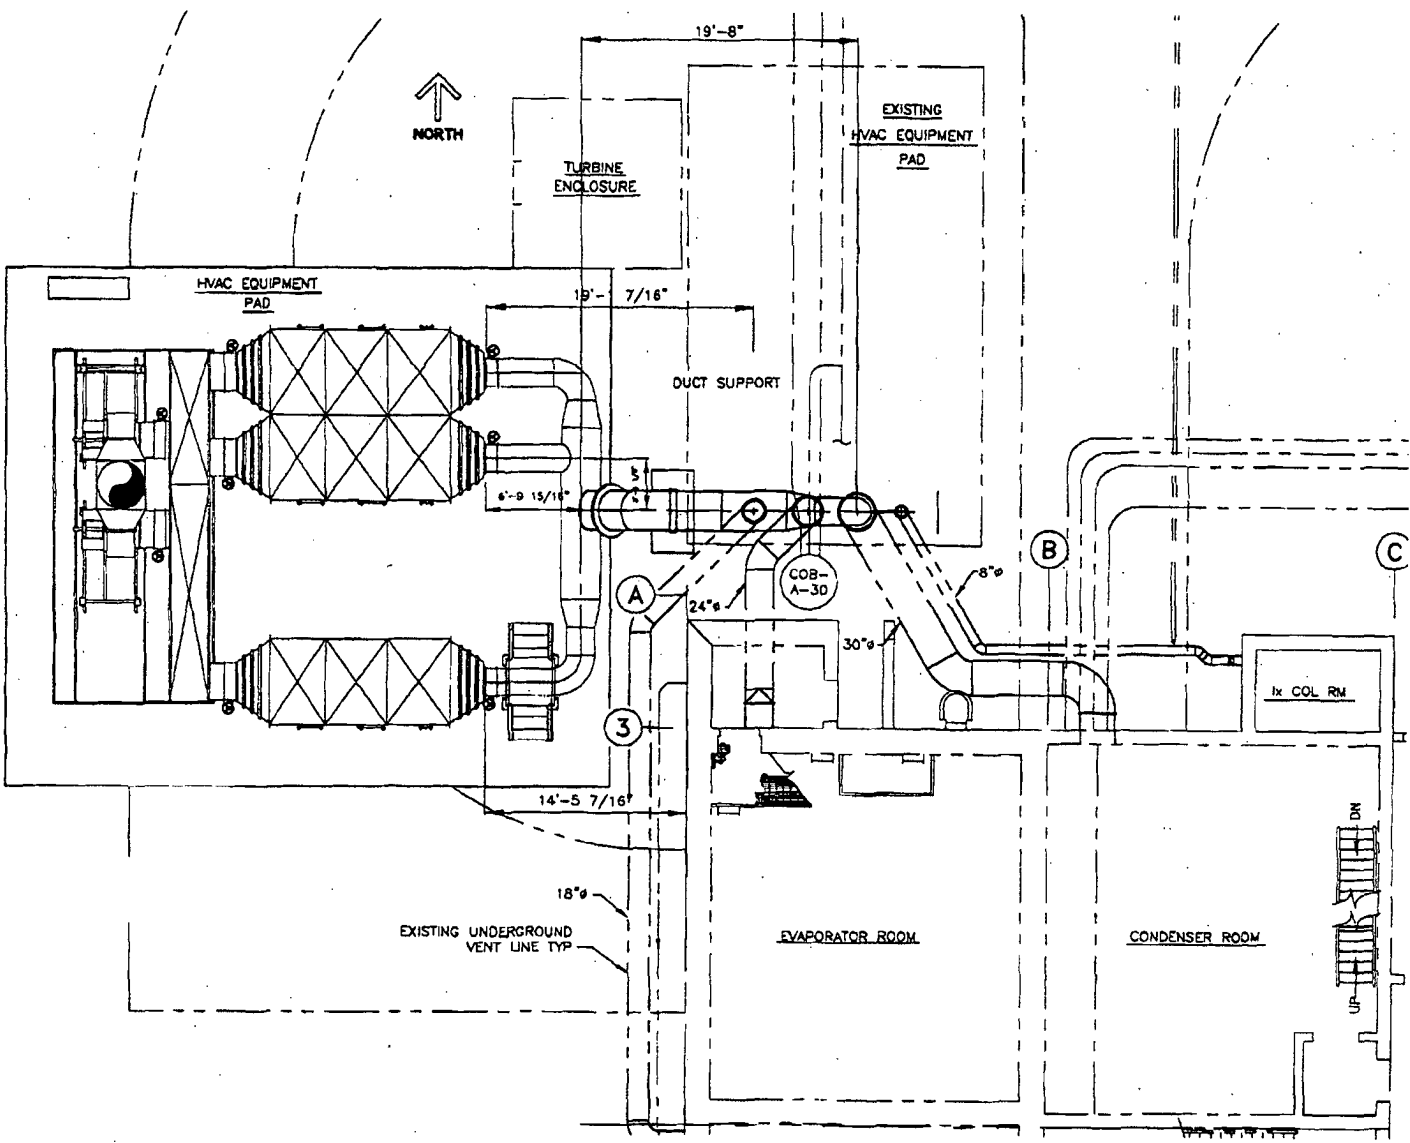 19'-8"
EXISTING
HVAC EQUIPMENT
PAD
NORTH
TURBINE
ENCLOSURE
HVAC EQUIPMENT
PAD
19'-1 7/16"
DUCT SUPPORT
6'-9 15/16"
B
C
COB-
A-30
A
24"ø
8"ø
30"ø
1x COL RM
3
14'-5 7/16"
DN
18"ø
EXISTING UNDERGROUND
VENT LINE TYP
EVAPORATOR ROOM
CONDENSER ROOM
UP